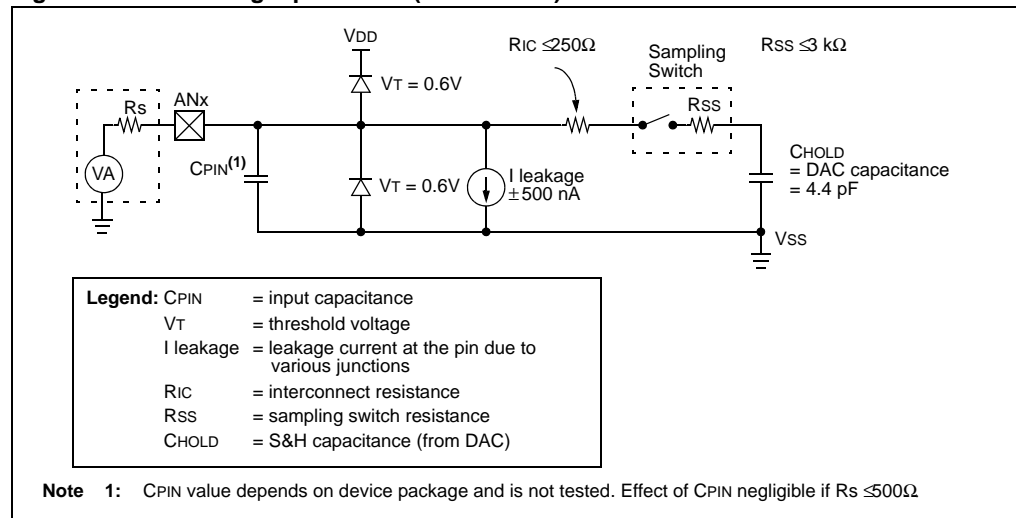 VDD
RIC ≤250Ω
Sampling
Switch
RSS ≤3 kΩ
VT = 0.6V
Rs
ANx
RSS
VA
CPIN(1)
VT = 0.6V
I leakage
±500 nA
CHOLD
= DAC capacitance
= 4.4 pF
VSS
Legend: CPIN = input capacitance
VT = threshold voltage
I leakage = leakage current at the pin due to
various junctions
RIC = interconnect resistance
RSS = sampling switch resistance
CHOLD = S&H capacitance (from DAC)
Note 1: CPIN value depends on device package and is not tested. Effect of CPIN negligible if Rs ≤500Ω